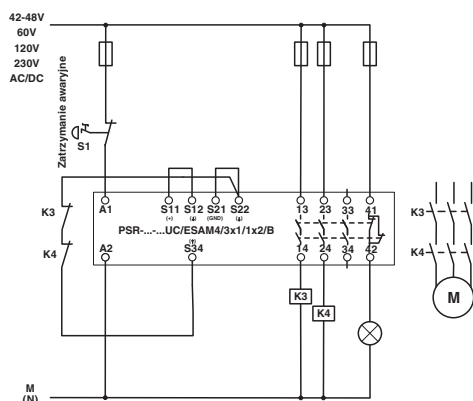 42-48V
60V
120V
230V
AC/DC
Zatrzymanie awaryjne
S1
A1 S11 S12 S21 S22 13 23 33 41
(+) (GND)
K3
PSR-...-...UC/ESAM4/3x1/1x2/B
K4
A2 S34 14 24 34 42
K3
K4
K3
K4
M
M
(N)